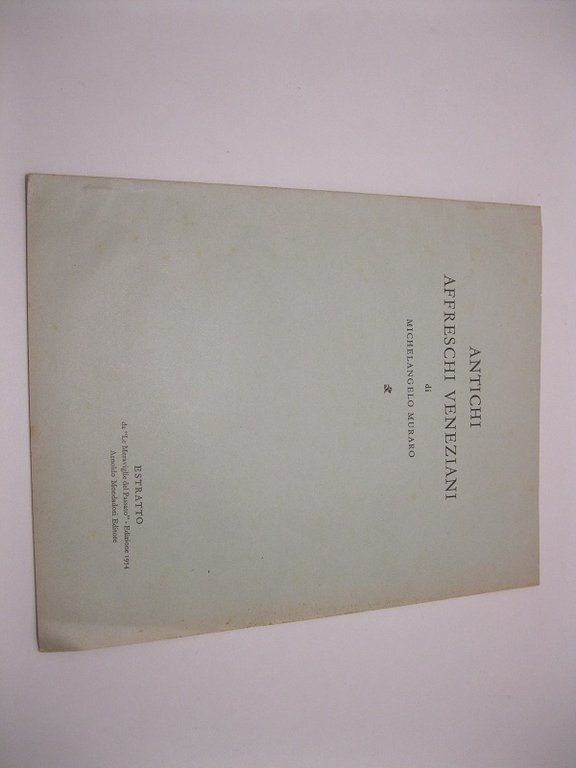 ANTICHI
AFFRESCHI VENEZIANI
di
MICHELANGELO MURARO
ESTRATTO
da "Le Meraviglie del Passato" - Edizione 1954
Arnoldo Mondadori Editore